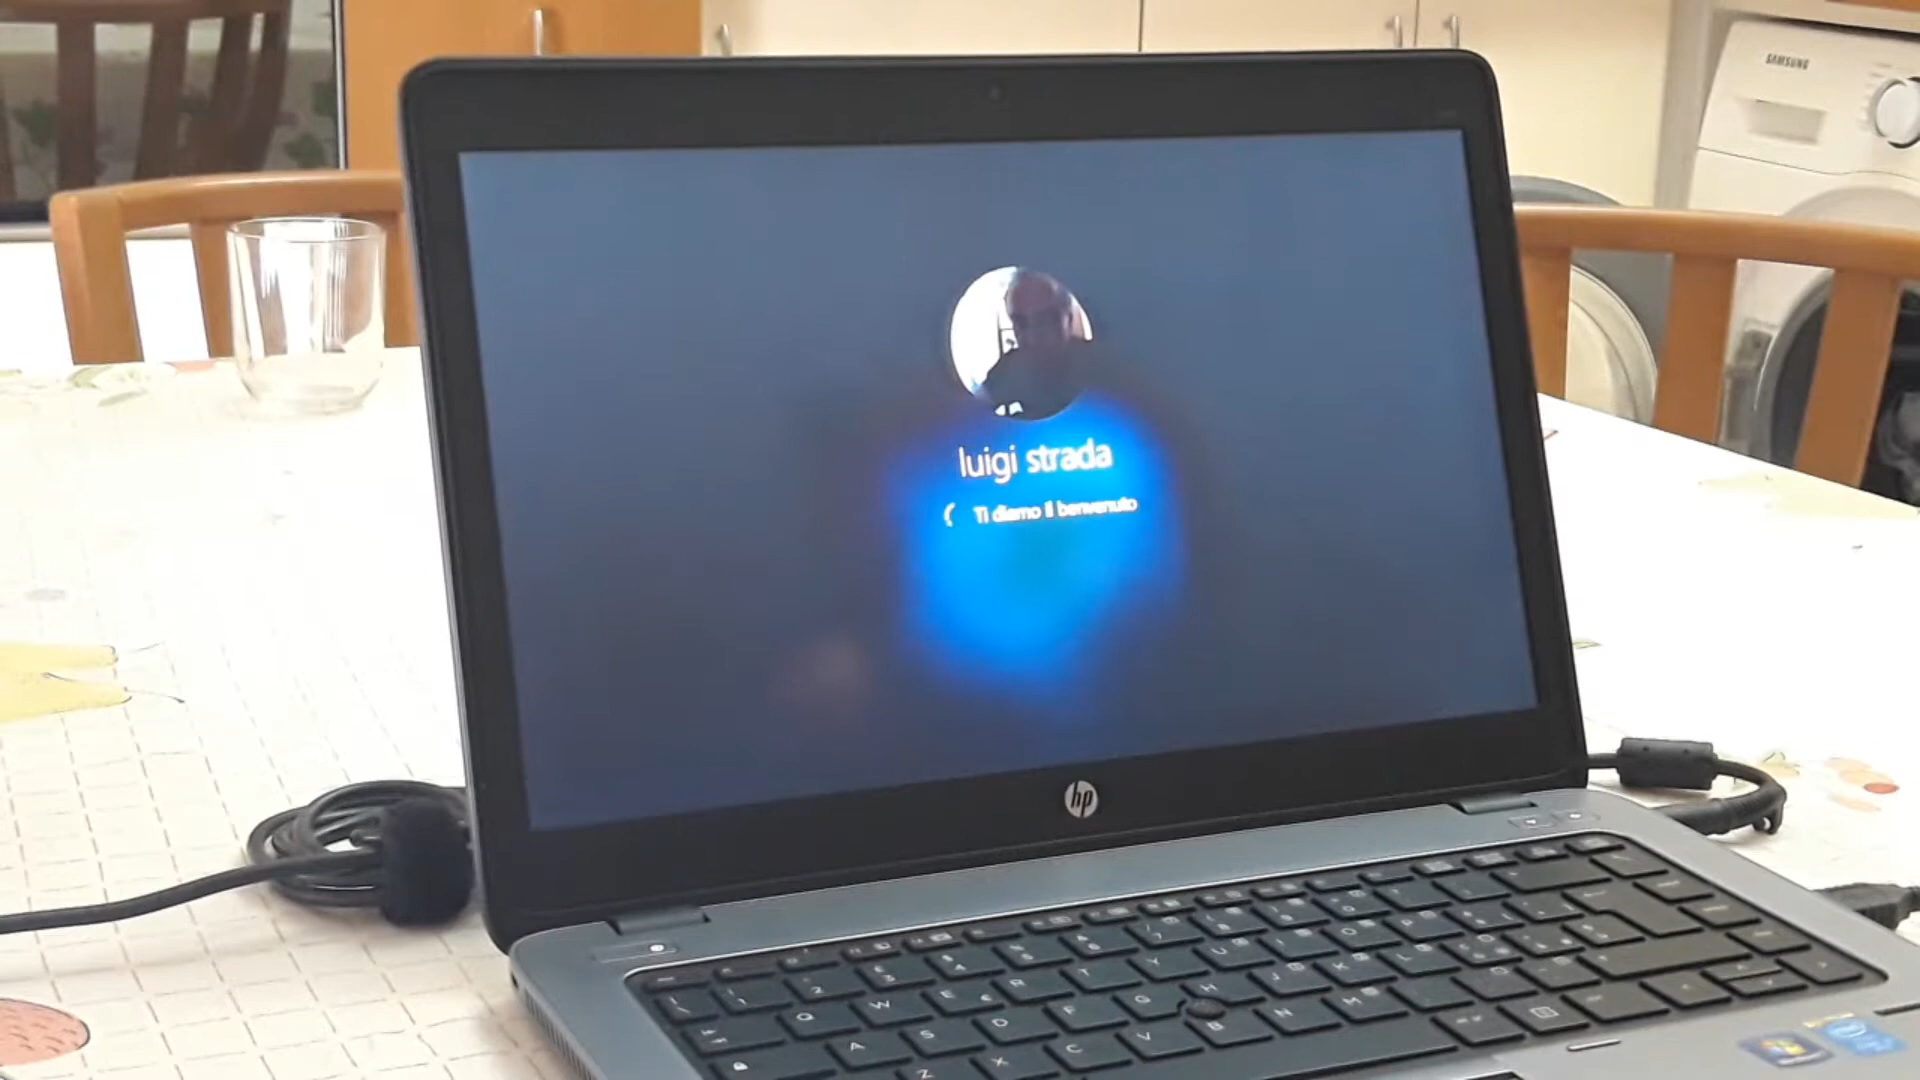 SAMSUNG
luigi strada
Ti diamo il benvenuto
hp
Q W E R T Y U I O P
A S D F G H J K L
Z X C V B N M